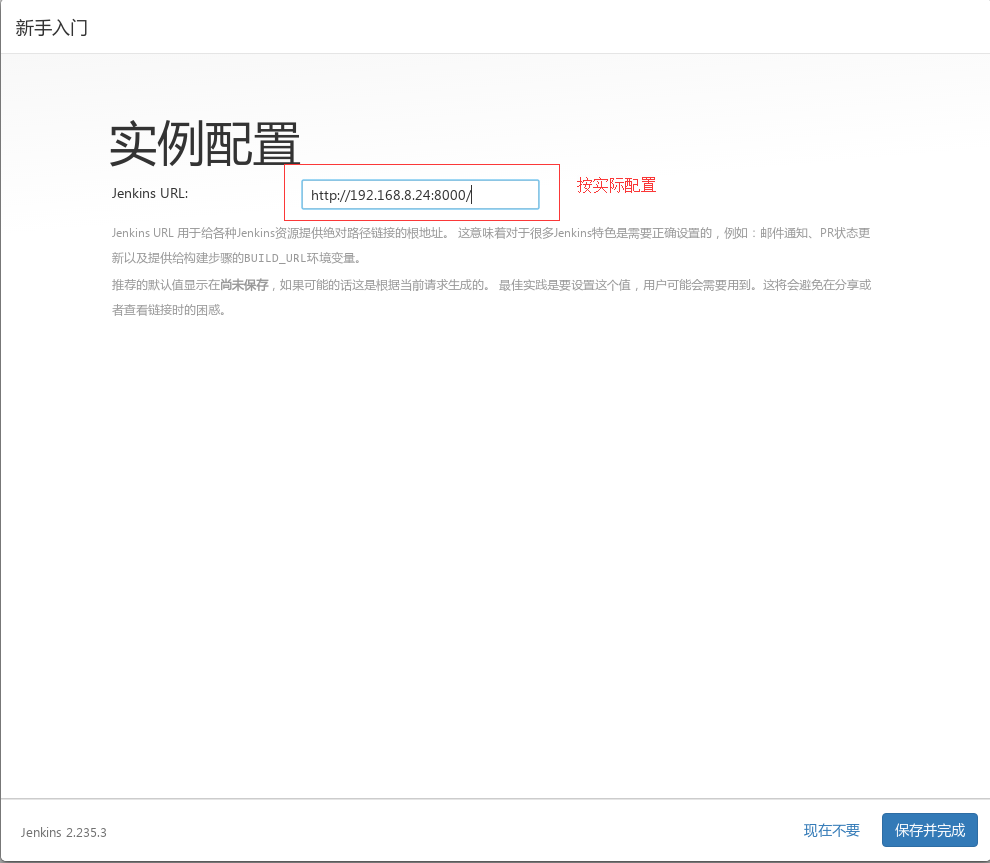 新手入门
实例配置
Jenkins URL:
http://192.168.8.24:8000/
按实际配置
Jenkins URL 用于给各种Jenkins资源提供绝对路径链接的根地址。 这意味着对于很多Jenkins特色是需要正确设置的，例如：邮件通知、PR状态更
新以及提供给构建步骤的BUILD_URL环境变量。
推荐的默认值显示在尚未保存，如果可能的话这是根据当前请求生成的。 最佳实践是要设置这个值，用户可能会需要用到。这将会避免在分享或
者查看链接时的困惑。
Jenkins 2.235.3
现在不要
保存并完成